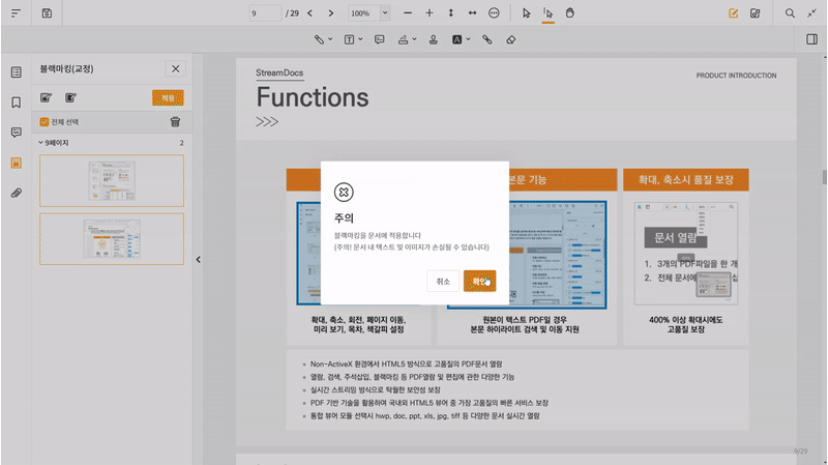 9 / 29 100%
블랙마킹(교정)
적용
전체 선택
9페이지 2
StreamDocs
PRODUCT INTRODUCTION
Functions
>>>
본문 기능
확대, 축소시 품질 보장
주의
블랙마킹을 문서에 적용합니다
(주의) 문서 내 텍스트 및 이미지가 손실될 수 있습니다)
취소
확인
문서 열람
1. 3개의 PDF파일을 한 개
2. 전체 문서에
확대, 축소, 회전, 페이지 이동,
미리 보기, 목차, 책갈피 설정
원본이 텍스트 PDF일 경우
본문 하이라이트 검색 및 이동 지원
400% 이상 확대시에도
고품질 보장
Non-ActiveX 환경에서 HTML5 방식으로 고품질의 PDF문서 열람
열람, 검색, 주석삽입, 블랙마킹 등 PDF열람 및 편집에 관한 다양한 기능
실시간 스트리밍 방식으로 탁월한 보안성 보장
PDF 기반 기술을 활용하여 국내외 HTML5 뷰어 중 가장 고품질의 빠른 서비스 보장
통합 뷰어 모듈 선택시 hwp, doc, ppt, xls, jpg, tiff 등 다양한 문서 실시간 열람
9/29